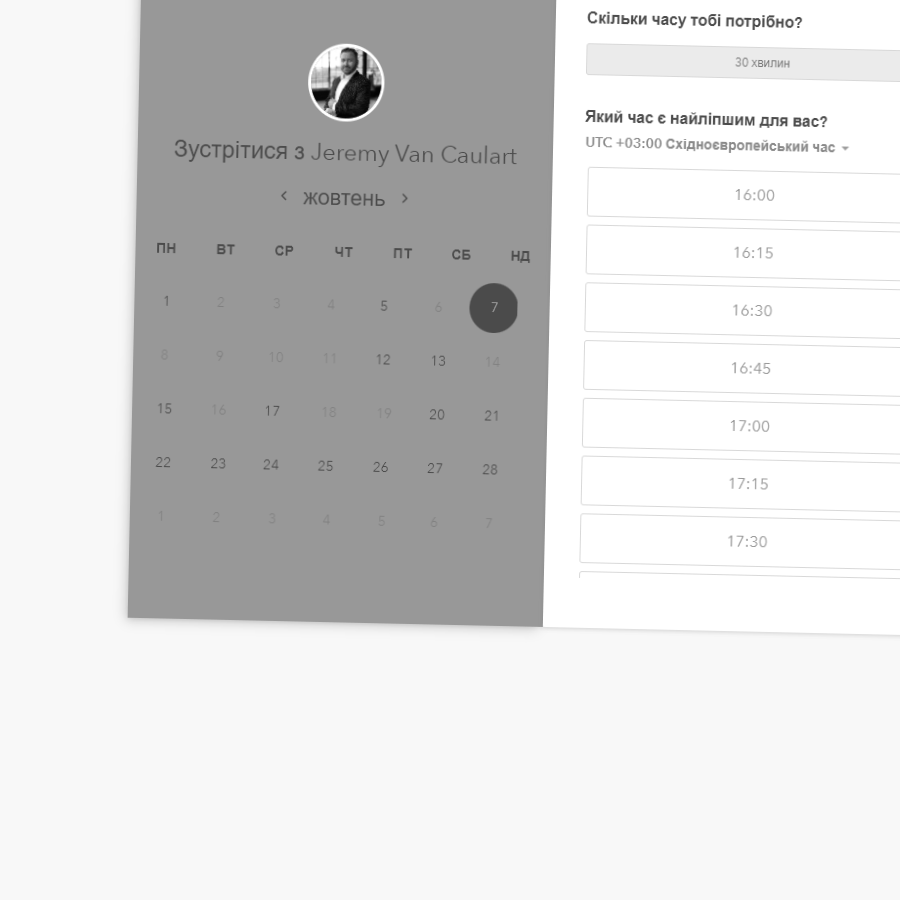 Зустрітися з Jeremy Van Caulart
жовтень
ПН ВТ СР ЧТ ПТ СБ НД
1 2 3 4 5 6 7
8 9 10 11 12 13 14
15 16 17 18 19 20 21
22 23 24 25 26 27 28
1 2 3 4 5 6 7
Скільки часу тобі потрібно?
30 хвилин
Який час є найліпшим для вас?
UTC +03:00 Східноєвропейський час
16:00
16:15
16:30
16:45
17:00
17:15
17:30